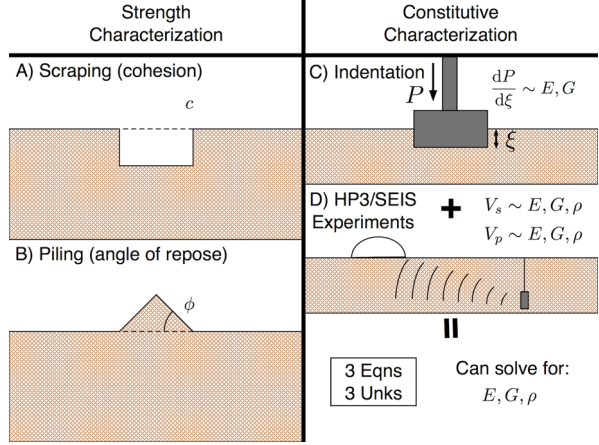 Strength
Characterization
A) Scraping (cohesion)
c
B) Piling (angle of repose)
ϕ
Constitutive
Characterization
C) Indentation
P
dP
dξ
∼ E, G
ξ
D) HP3/SEIS
Experiments
+
V_s ∼ E, G, ρ
V_p ∼ E, G, ρ
=
3 Eqns
3 Unks
Can solve for:
E, G, ρ